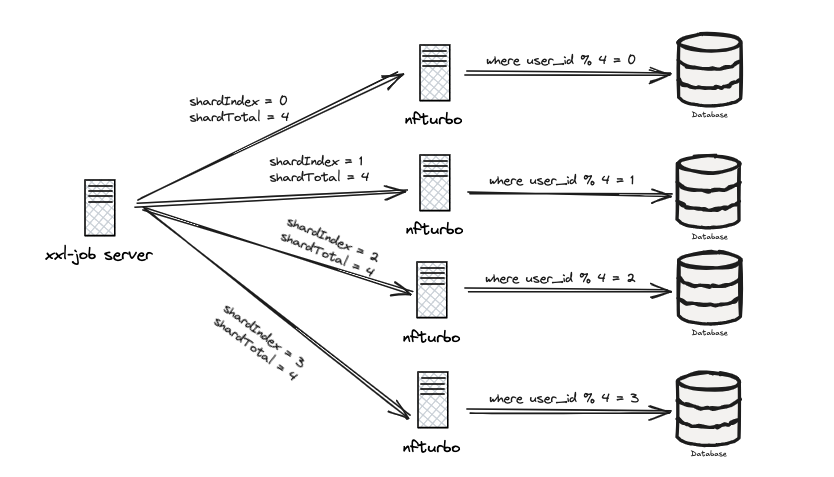 where user_id % 4 = 0
shardIndex = 0
shardTotal = 4
nfturbo
Database
shardIndex = 1
shardTotal = 4
where user_id % 4 = 1
xxl-job server
nfturbo
Database
shardIndex = 2
shardTotal = 4
where user_id % 4 = 2
nfturbo
Database
shardIndex = 3
shardTotal = 4
where user_id % 4 = 3
nfturbo
Database